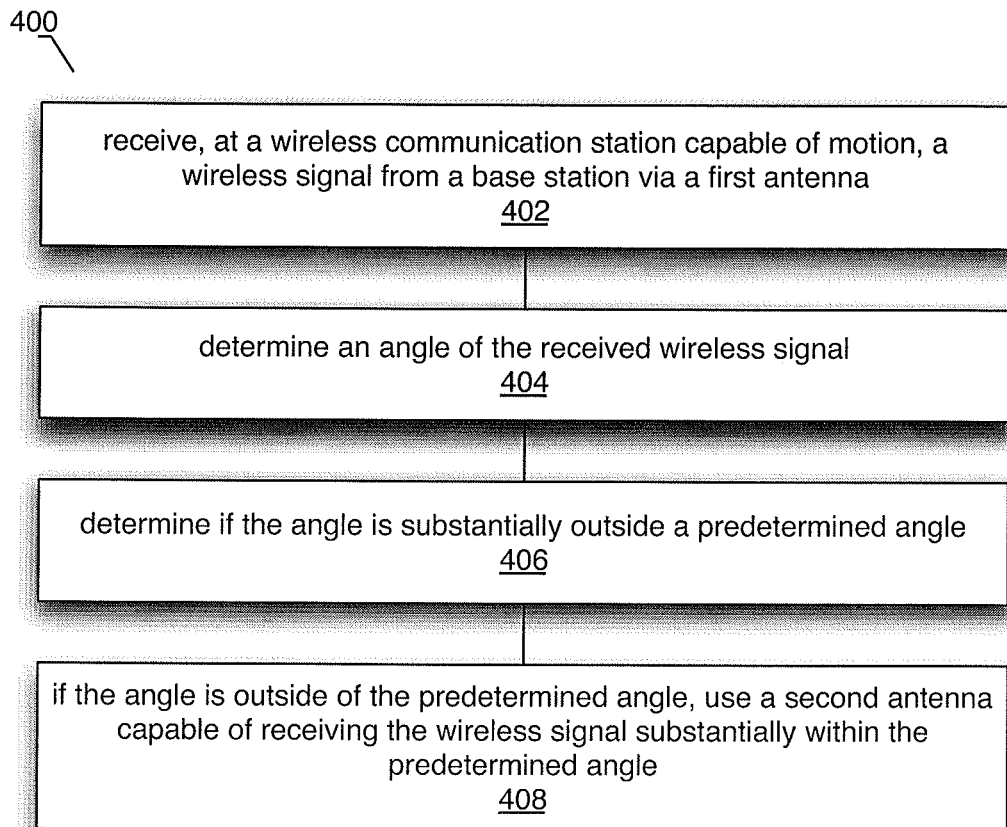 400
receive, at a wireless communication station capable of motion, a
wireless signal from a base station via a first antenna
402
determine an angle of the received wireless signal
404
determine if the angle is substantially outside a predetermined angle
406
if the angle is outside of the predetermined angle, use a second antenna
capable of receiving the wireless signal substantially within the
predetermined angle
408